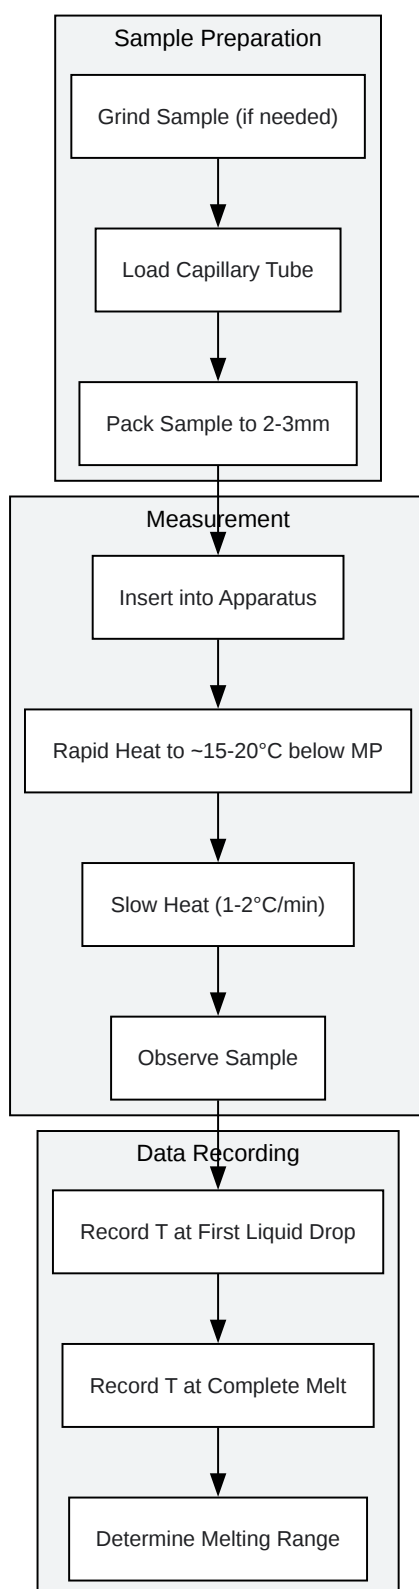 Sample Preparation
Grind Sample (if needed)
Load Capillary Tube
Pack Sample to 2-3mm
Measurement
Insert into Apparatus
Rapid Heat to ~15-20°C below MP
Slow Heat (1-2°C/min)
Observe Sample
Data Recording
Record T at First Liquid Drop
Record T at Complete Melt
Determine Melting Range